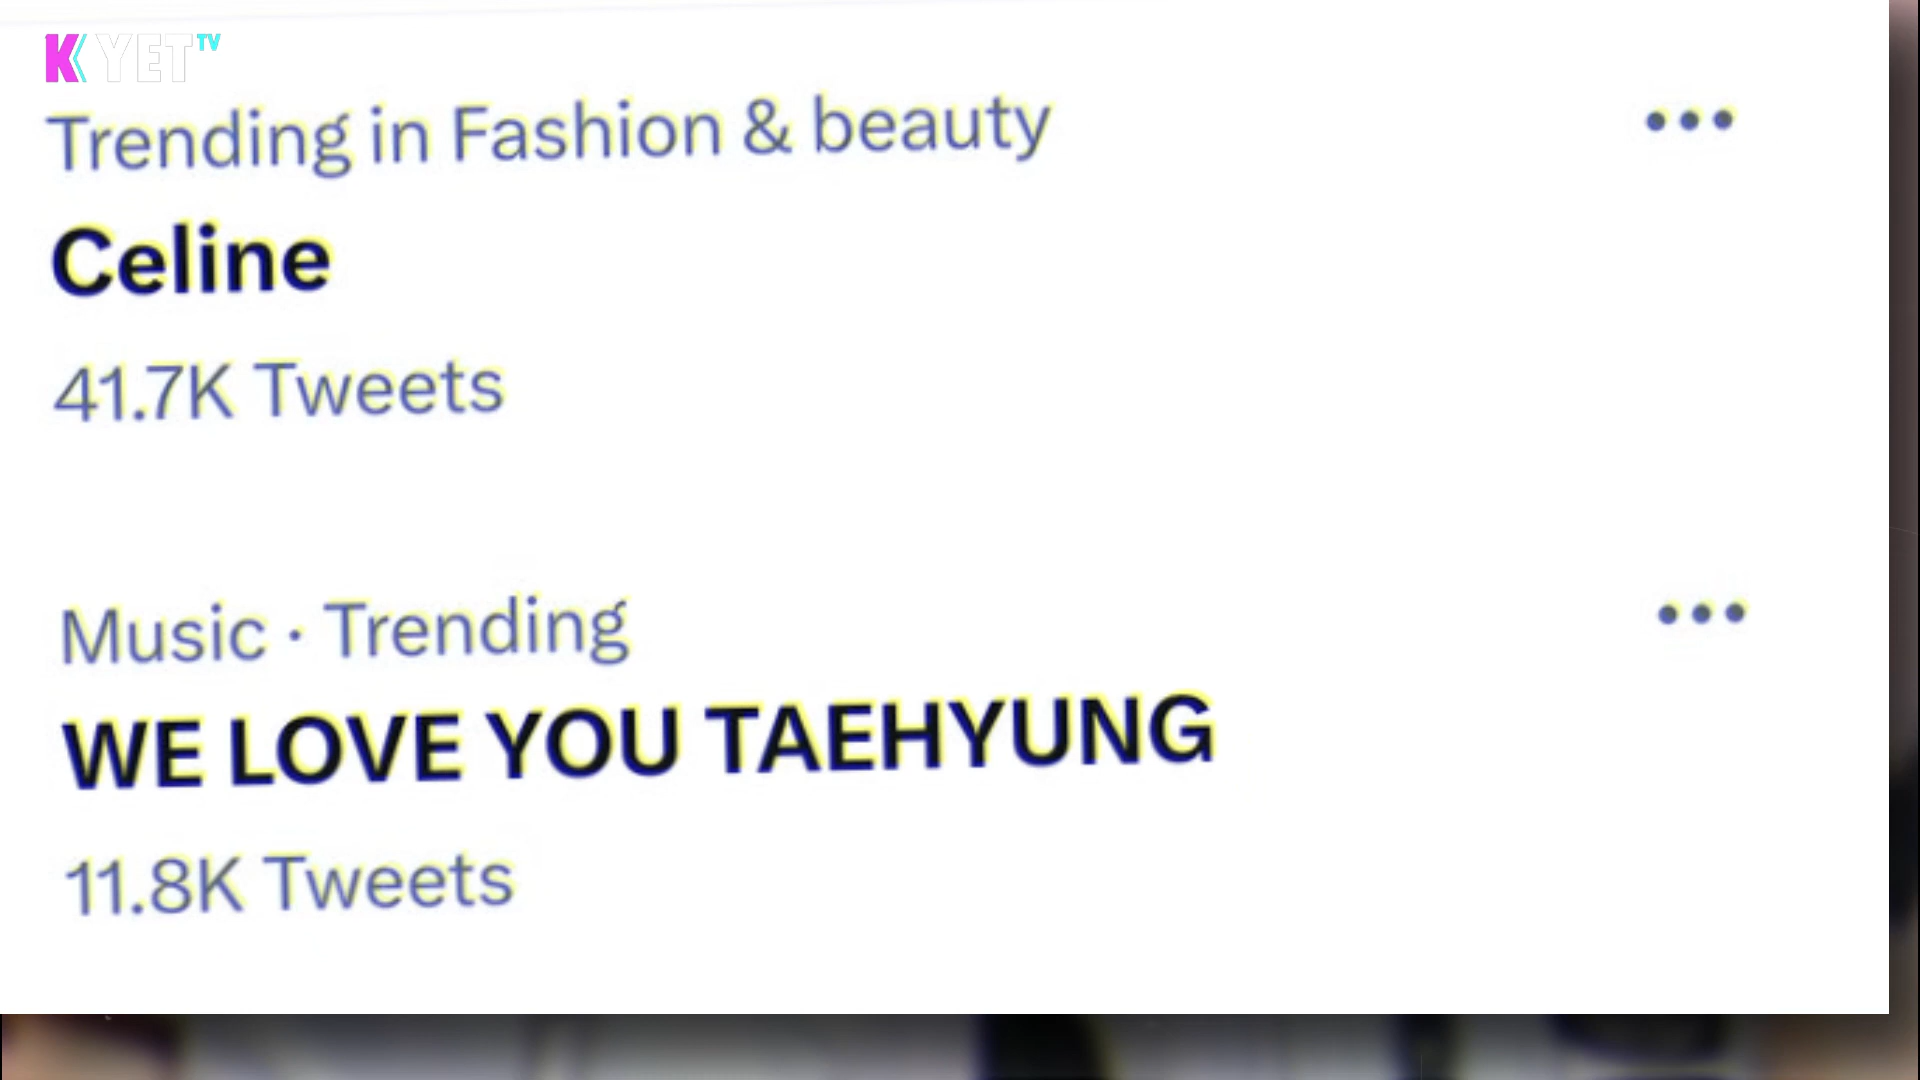 KYET TV
Trending in Fashion & beauty
Celine
41.7K Tweets
Music · Trending
WE LOVE YOU TAEHYUNG
11.8K Tweets